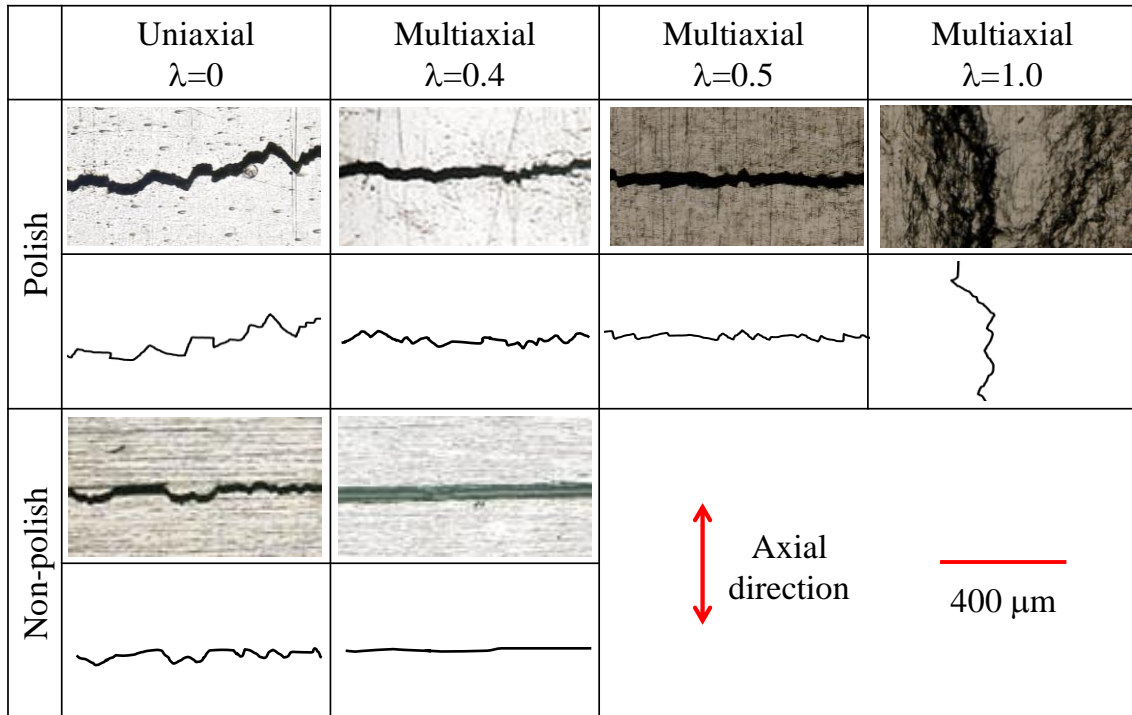 Uniaxial
λ=0
Multiaxial
λ=0.4
Multiaxial
λ=0.5
Multiaxial
λ=1.0
Polish
Non-polish
Axial
direction
400 μm